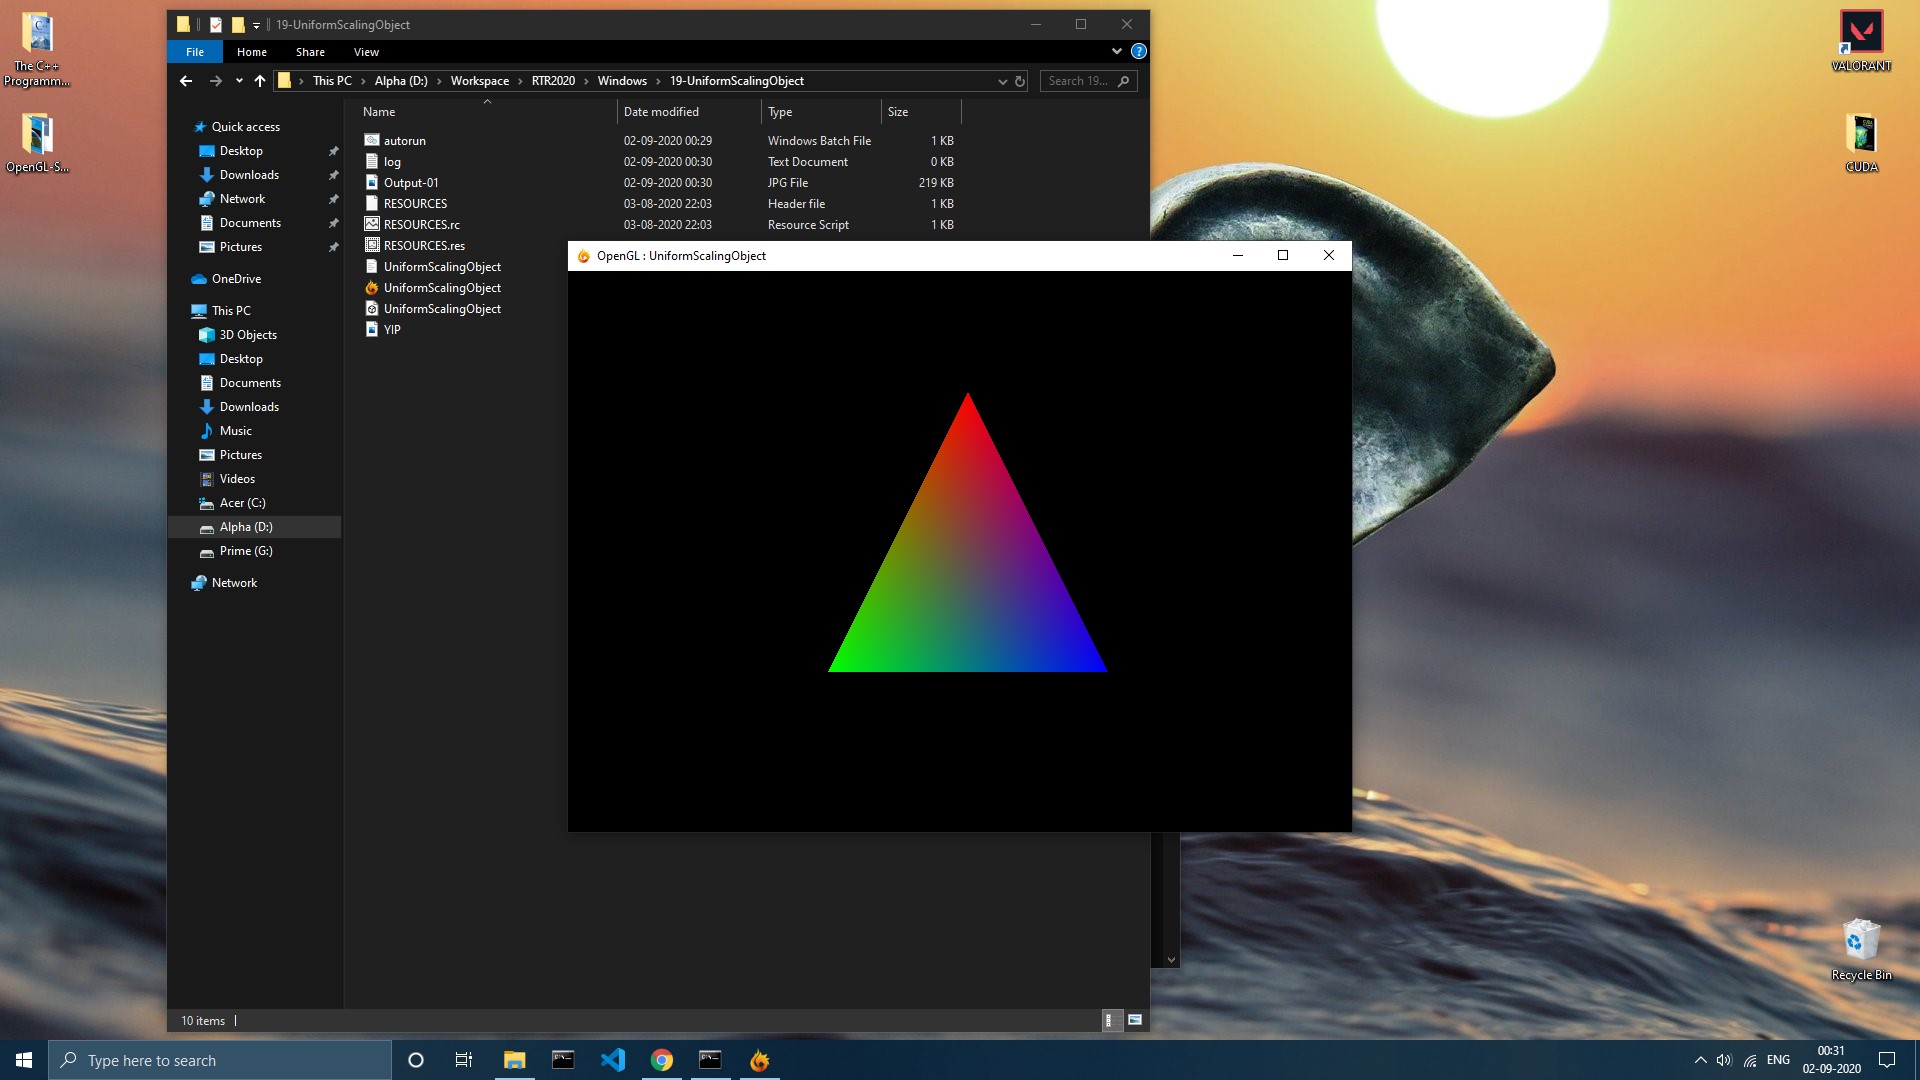 The C++
Programm...
OpenGL-S...
19-UniformScalingObject
File
Home
Share
View
This PC
Alpha (D:)
Workspace
RTR2020
Windows
19-UniformScalingObject
Search 19...
Name
Date modified
Type
Size
autorun
02-09-2020 00:29
Windows Batch File
1 KB
log
02-09-2020 00:30
Text Document
0 KB
Output-01
02-09-2020 00:30
JPG File
219 KB
RESOURCES
03-08-2020 22:03
Header file
1 KB
RESOURCES.rc
03-08-2020 22:03
Resource Script
1 KB
RESOURCES.res
UniformScalingObject
UniformScalingObject
UniformScalingObject
YIP
Quick access
Desktop
Downloads
Network
Documents
Pictures
OneDrive
This PC
3D Objects
Desktop
Documents
Downloads
Music
Pictures
Videos
Acer (C:)
Alpha (D:)
Prime (G:)
Network
10 items
OpenGL : UniformScalingObject
VALORANT
CUDA
Recycle Bin
Type here to search
ENG
00:31
02-09-2020